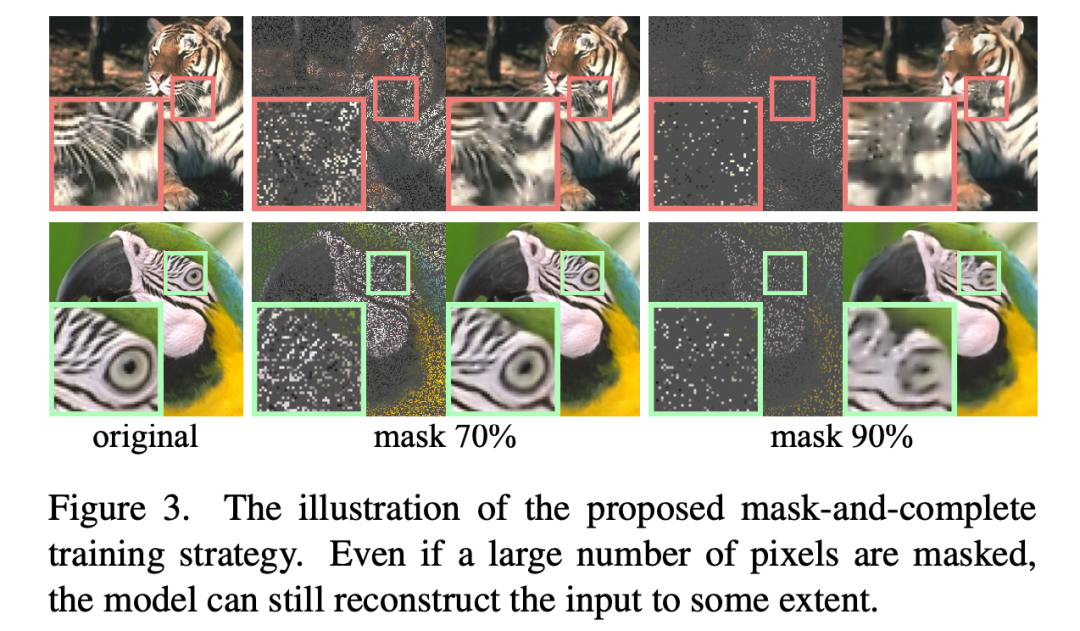 original
mask 70%
mask 90%
Figure 3. The illustration of the proposed mask-and-complete
training strategy. Even if a large number of pixels are masked,
the model can still reconstruct the input to some extent.